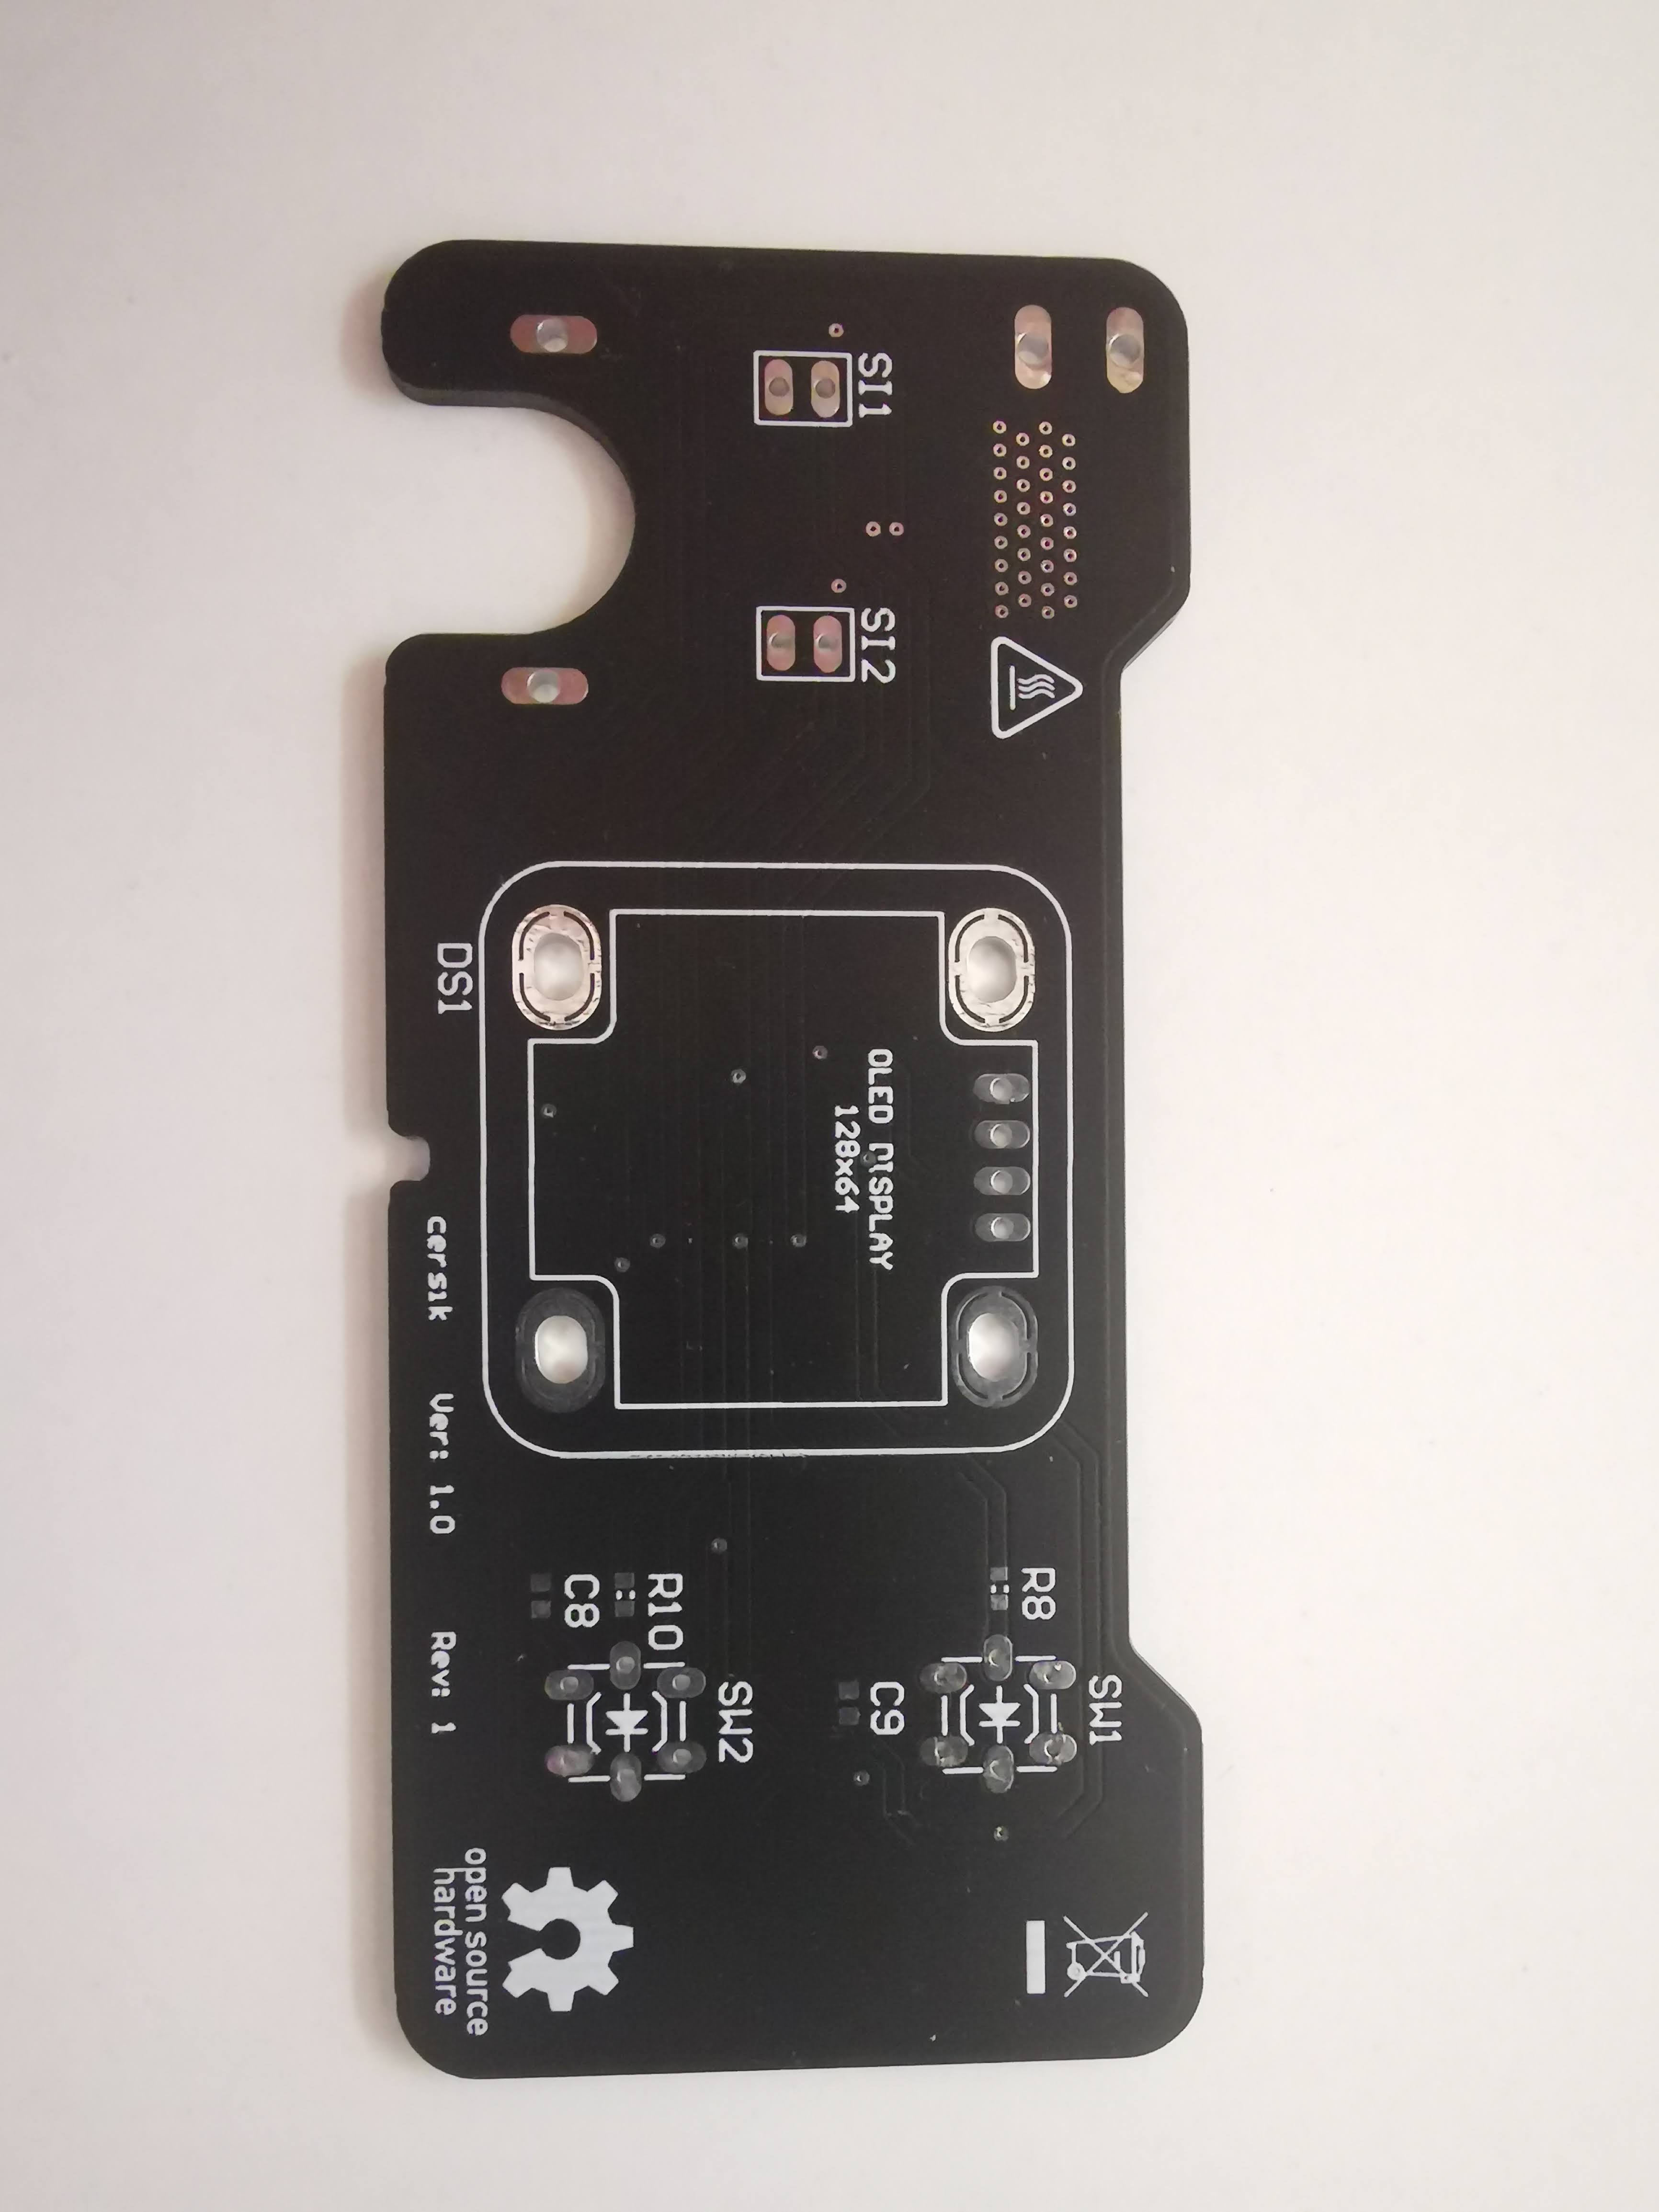 SW1
R8
C9
SI1
SI2
OLED DISPLAY
128x64
SW2
R10
C8
DS1
cersik
Ver: 1.0
Rev: 1
open source
hardware